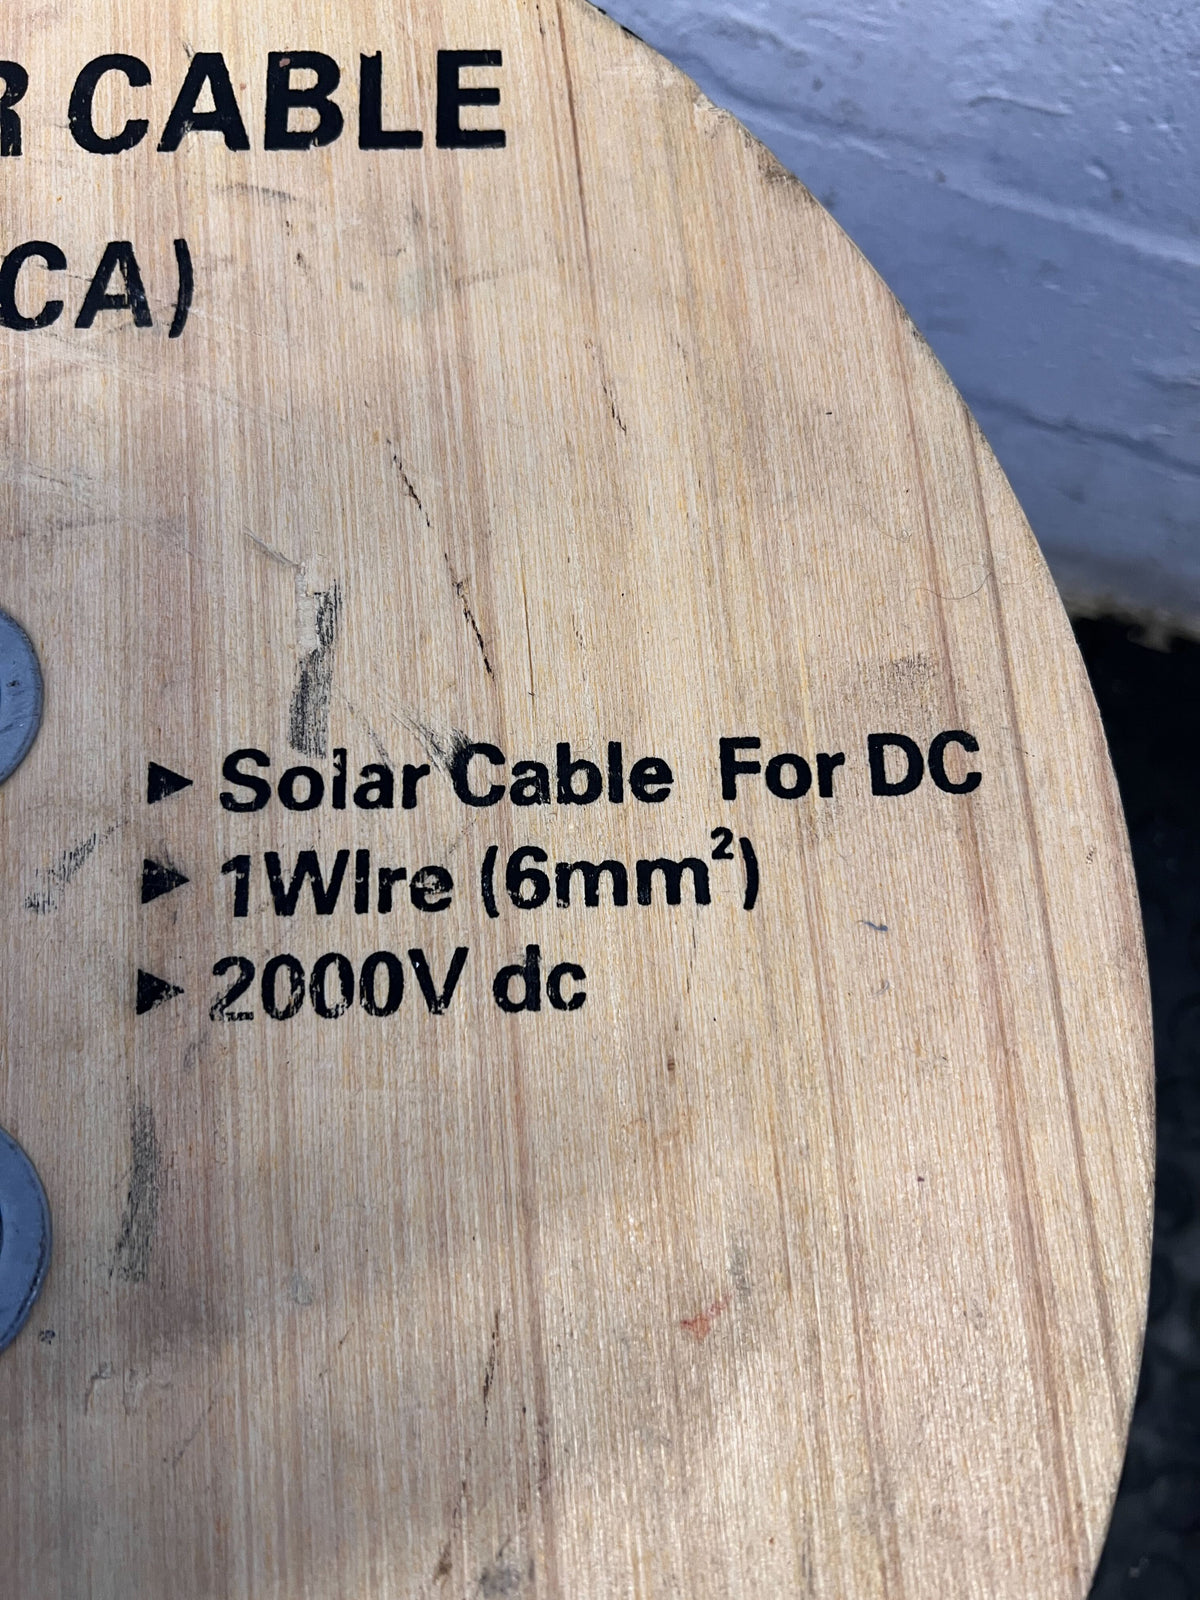 R CABLE
CA)
▶ Solar Cable For DC
▶ 1WIre (6mm²)
▶ 2000V dc